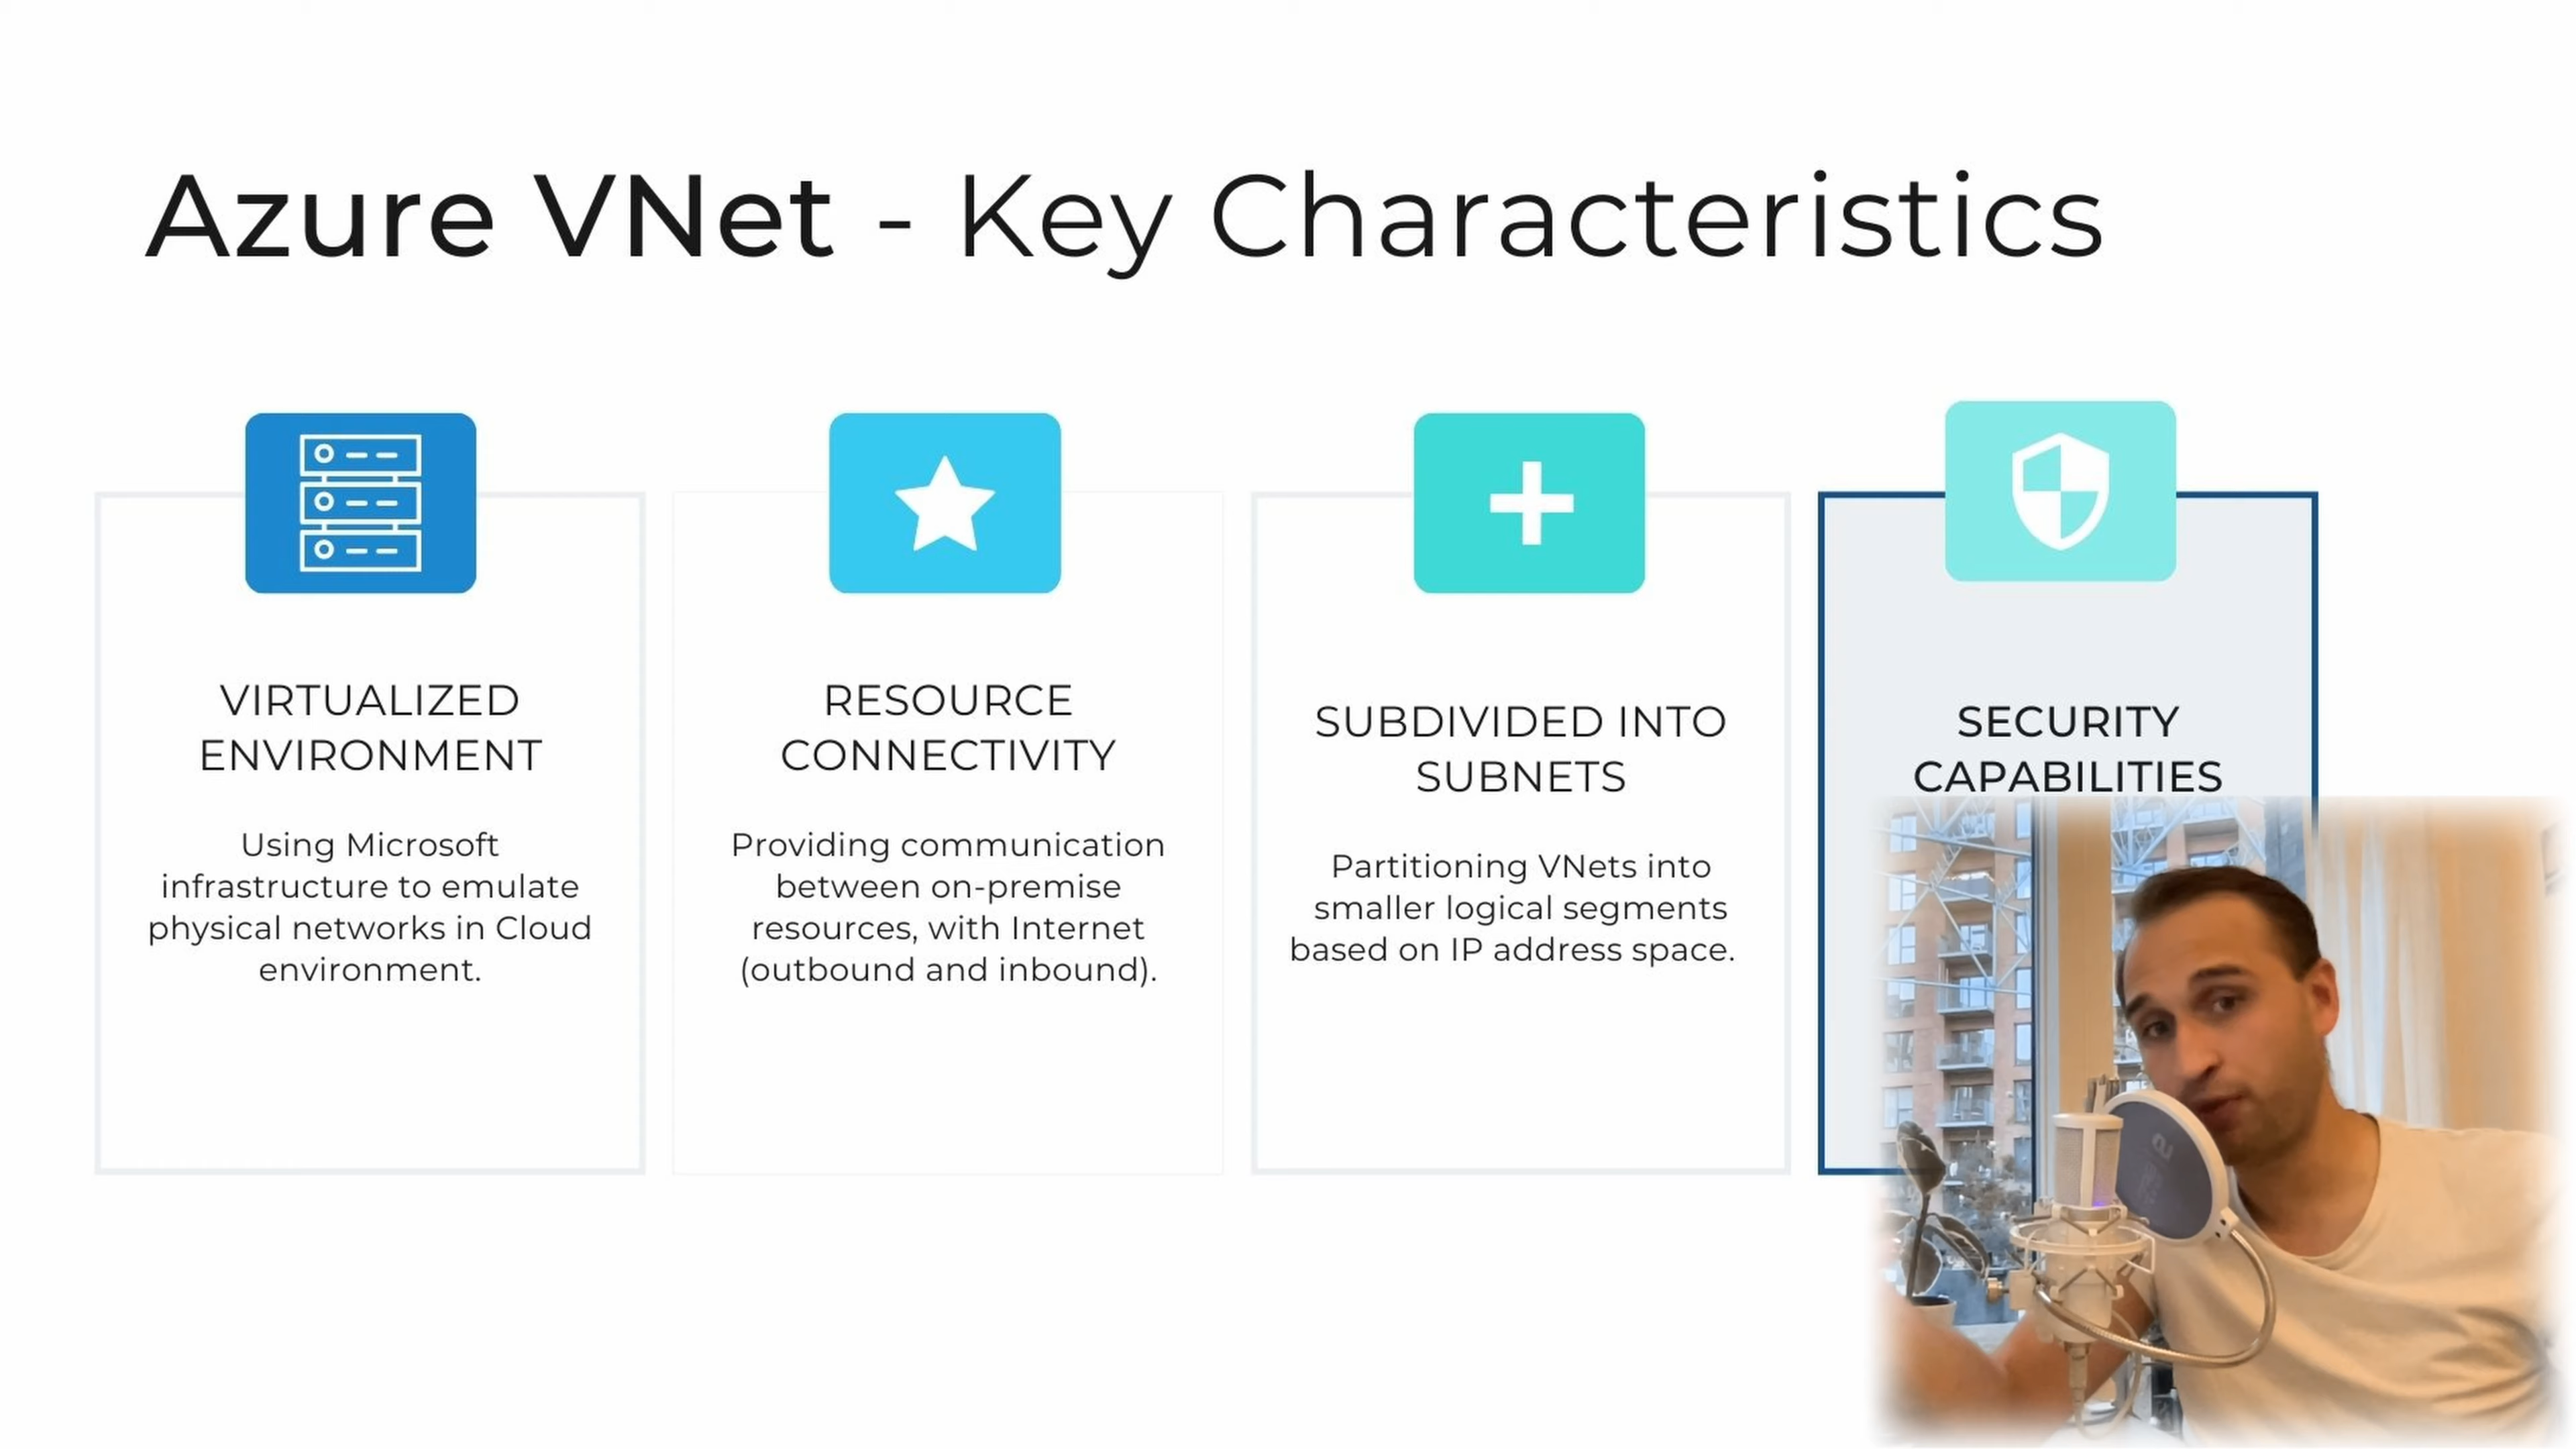 Azure VNet - Key Characteristics
VIRTUALIZED
ENVIRONMENT
Using Microsoft
infrastructure to emulate
physical networks in Cloud
environment.
RESOURCE
CONNECTIVITY
Providing communication
between on-premise
resources, with Internet
(outbound and inbound).
SUBDIVIDED INTO
SUBNETS
Partitioning VNets into
smaller logical segments
based on IP address space.
SECURITY
CAPABILITIES